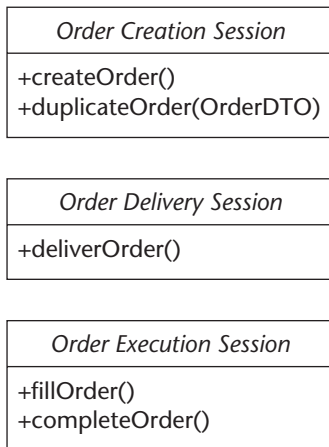 Order Creation Session
+createOrder()
+duplicateOrder(OrderDTO)
Order Delivery Session
+deliverOrder()
Order Execution Session
+fillOrder()
+completeOrder()